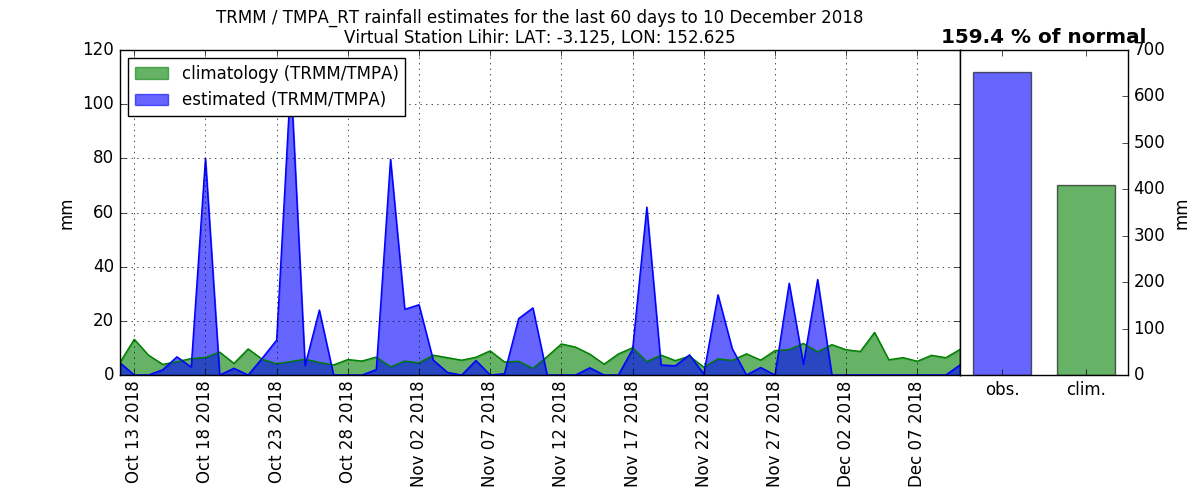 TRMM / TMPA_RT rainfall estimates for the last 60 days to 10 December 2018
Virtual Station Lihir: LAT: -3.125, LON: 152.625
159.4 % of normal
climatology (TRMM/TMPA)
estimated (TRMM/TMPA)
mm
120
100
80
60
40
20
0
Oct 13 2018
Oct 18 2018
Oct 23 2018
Oct 28 2018
Nov 02 2018
Nov 07 2018
Nov 12 2018
Nov 17 2018
Nov 22 2018
Nov 27 2018
Dec 02 2018
Dec 07 2018
700
600
500
400
300
200
100
0
mm
obs.
clim.